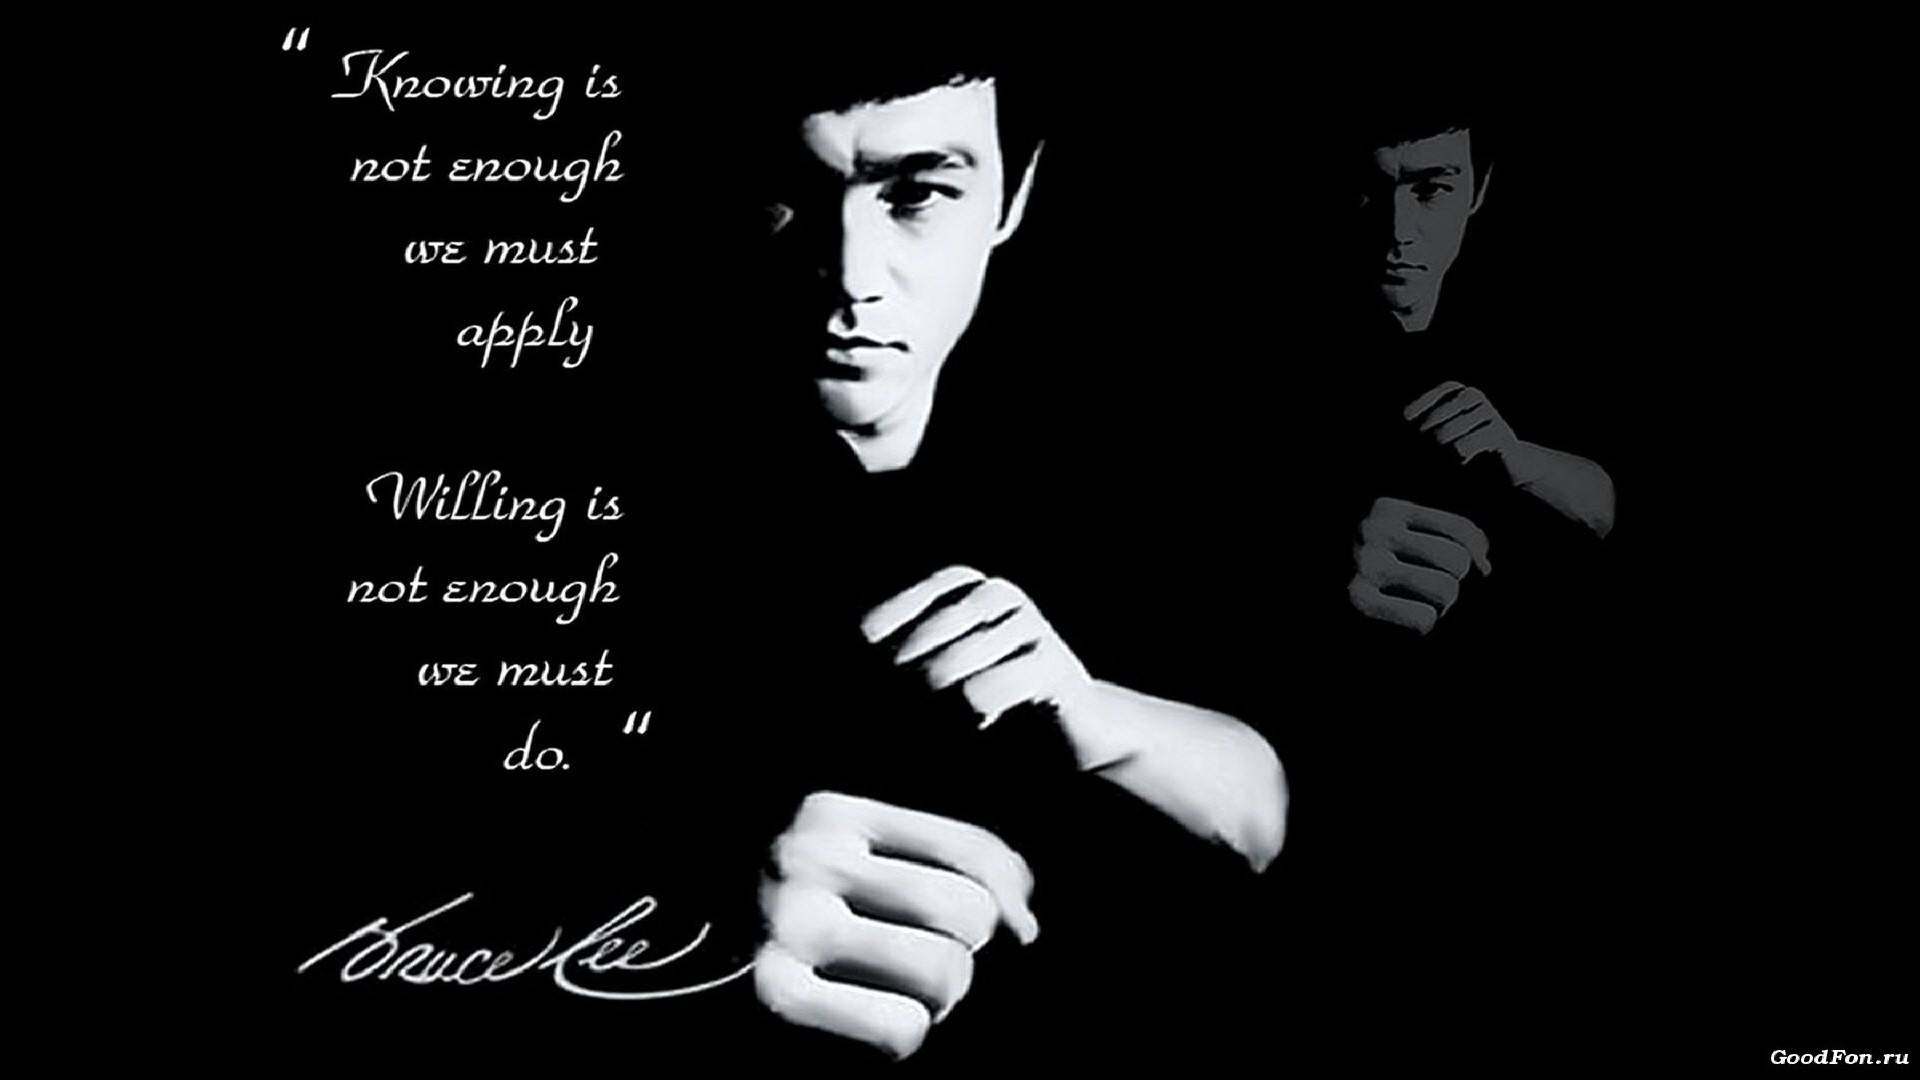 " Knowing is
not enough
we must
apply
Willing is
not enough
we must
do. "
Bruce Lee
GoodFon.ru